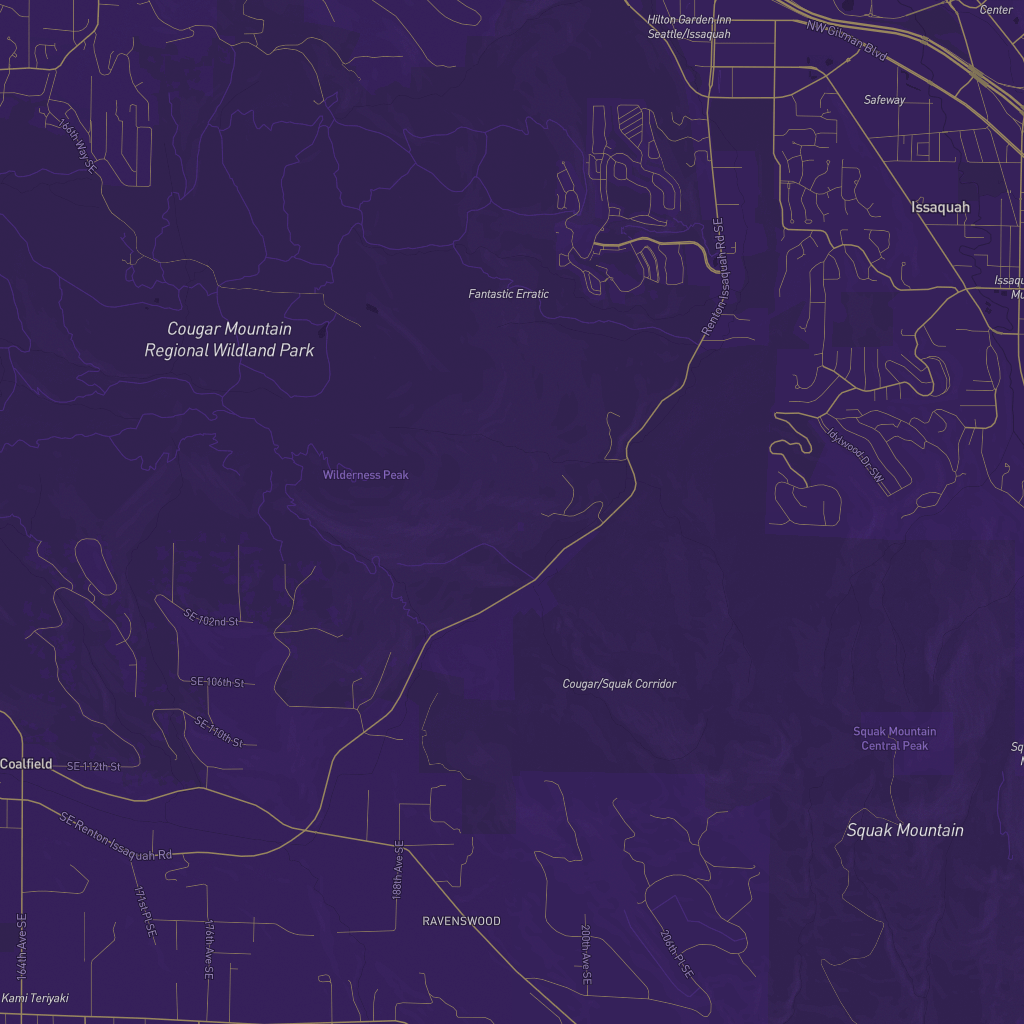 Center
Hilton Garden Inn
Seattle/Issaquah
NW Gilman Blvd
Safeway
166th Way SE
Issaquah
Renton-Issaquah Rd SE
Fantastic Erratic
Cougar Mountain
Regional Wildland Park
Idylwood Dr SW
Wilderness Peak
SE 102nd St
SE 106th St
Cougar/Squak Corridor
SE 110th St
Squak Mountain
Central Peak
Coalfield
SE 112th St
SE Renton-Issaquah Rd
Squak Mountain
188th Ave SE
171st Pl SE
RAVENSWOOD
164th Ave SE
176th Ave SE
200th Ave SE
206th Pl SE
Kami Teriyaki